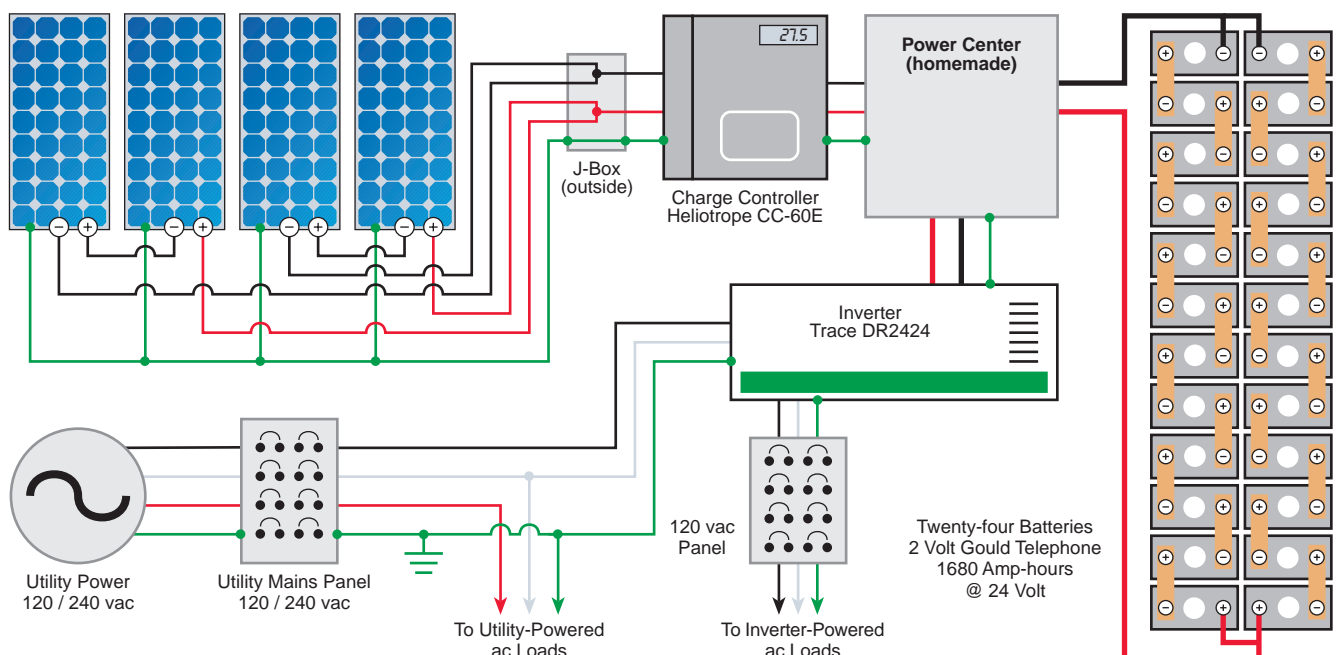 27.5
Power Center
(homemade)
J-Box
(outside)
Charge Controller
Heliotrope CC-60E
Inverter
Trace DR2424
120 vac
Panel
Twenty-four Batteries
2 Volt Gould Telephone
1680 Amp-hours
@ 24 Volt
Utility Power
120 / 240 vac
Utility Mains Panel
120 / 240 vac
To Utility-Powered
ac Loads
To Inverter-Powered
ac Loads